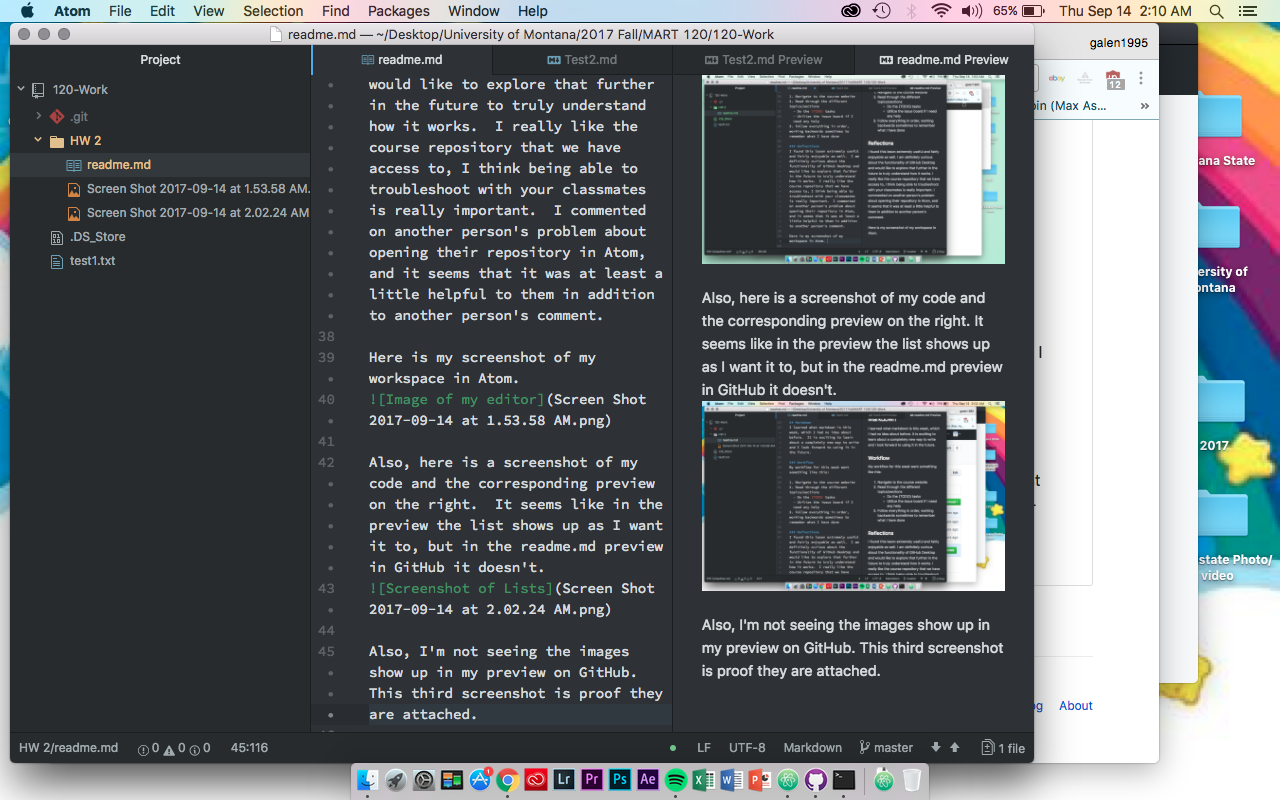 Atom File Edit View Selection Find Packages Window Help 65% Thu Sep 14 2:10 AM
readme.md — ~/Desktop/University of Montana/2017 Fall/MART 120/120-Work
galen1995
Project
readme.md
Test2.md
Test2.md Preview
readme.md Preview
120-Work
.git
HW 2
readme.md
Screen Shot 2017-09-14 at 1.53.58 AM.
Screen Shot 2017-09-14 at 2.02.24 AM
.DS_Store
test1.txt
would like to explore that further
in the future to truly understand
how it works. I really like the
course repository that we have
access to, I think being able to
troubleshoot with your classmates
is really important. I commented
on another person's problem about
opening their repository in Atom,
and it seems that it was at least a
little helpful to them in addition
to another person's comment.
38
39 Here is my screenshot of my
workspace in Atom.
40 ![Image of my editor](Screen Shot
2017-09-14 at 1.53.58 AM.png)
41
42 Also, here is a screenshot of my
code and the corresponding preview
on the right. It seems like in the
preview the list shows up as I want
it to, but in the readme.md preview
in GitHub it doesn't.
43 ![Screenshot of Lists](Screen Shot
2017-09-14 at 2.02.24 AM.png)
44
45 Also, I'm not seeing the images
show up in my preview on GitHub.
This third screenshot is proof they
are attached.
Reflections
Also, here is a screenshot of my code and
the corresponding preview on the right. It
seems like in the preview the list shows up
as I want it to, but in the readme.md preview
in GitHub it doesn't.
Workflow
Reflections
Also, I'm not seeing the images show up in
my preview on GitHub. This third screenshot
is proof they are attached.
HW 2/readme.md 0 0 0 45:116 LF UTF-8 Markdown master 1 file
ebay
12
oin (Max As... »
I
t
og About
ana State
ersity of
ontana
2017
state Photo/
video
1
Lr Pr Ps Ae